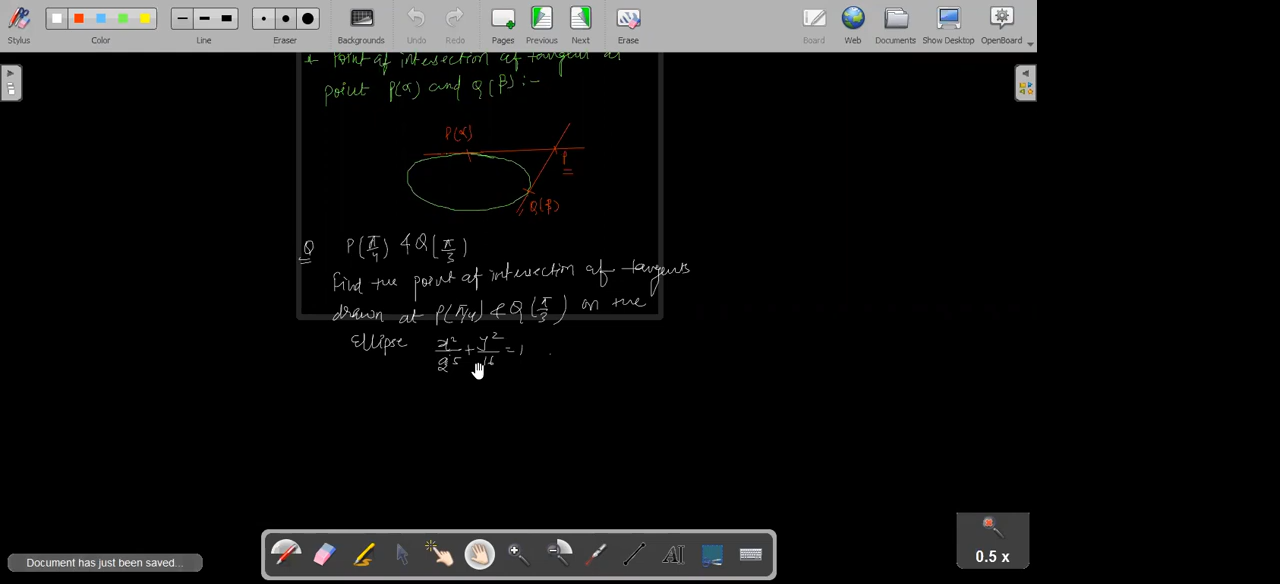 Stylus
Color
Line
Eraser
Backgrounds
Undo
Redo
Pages
Previous
Next
Erase
Board
Web
Documents
Show Desktop
OpenBoard
* Point of intersection of tangent at
point P(α) and Q(β) :-
P(α)
P
Q(β)
Q P(π/4) & Q(π/3)
Find the point of intersection of tangents
drawn at P(π/4) & Q(π/3) on the
Ellipse x²/25 + y²/16 = 1
Document has just been saved...
AI
0.5 x